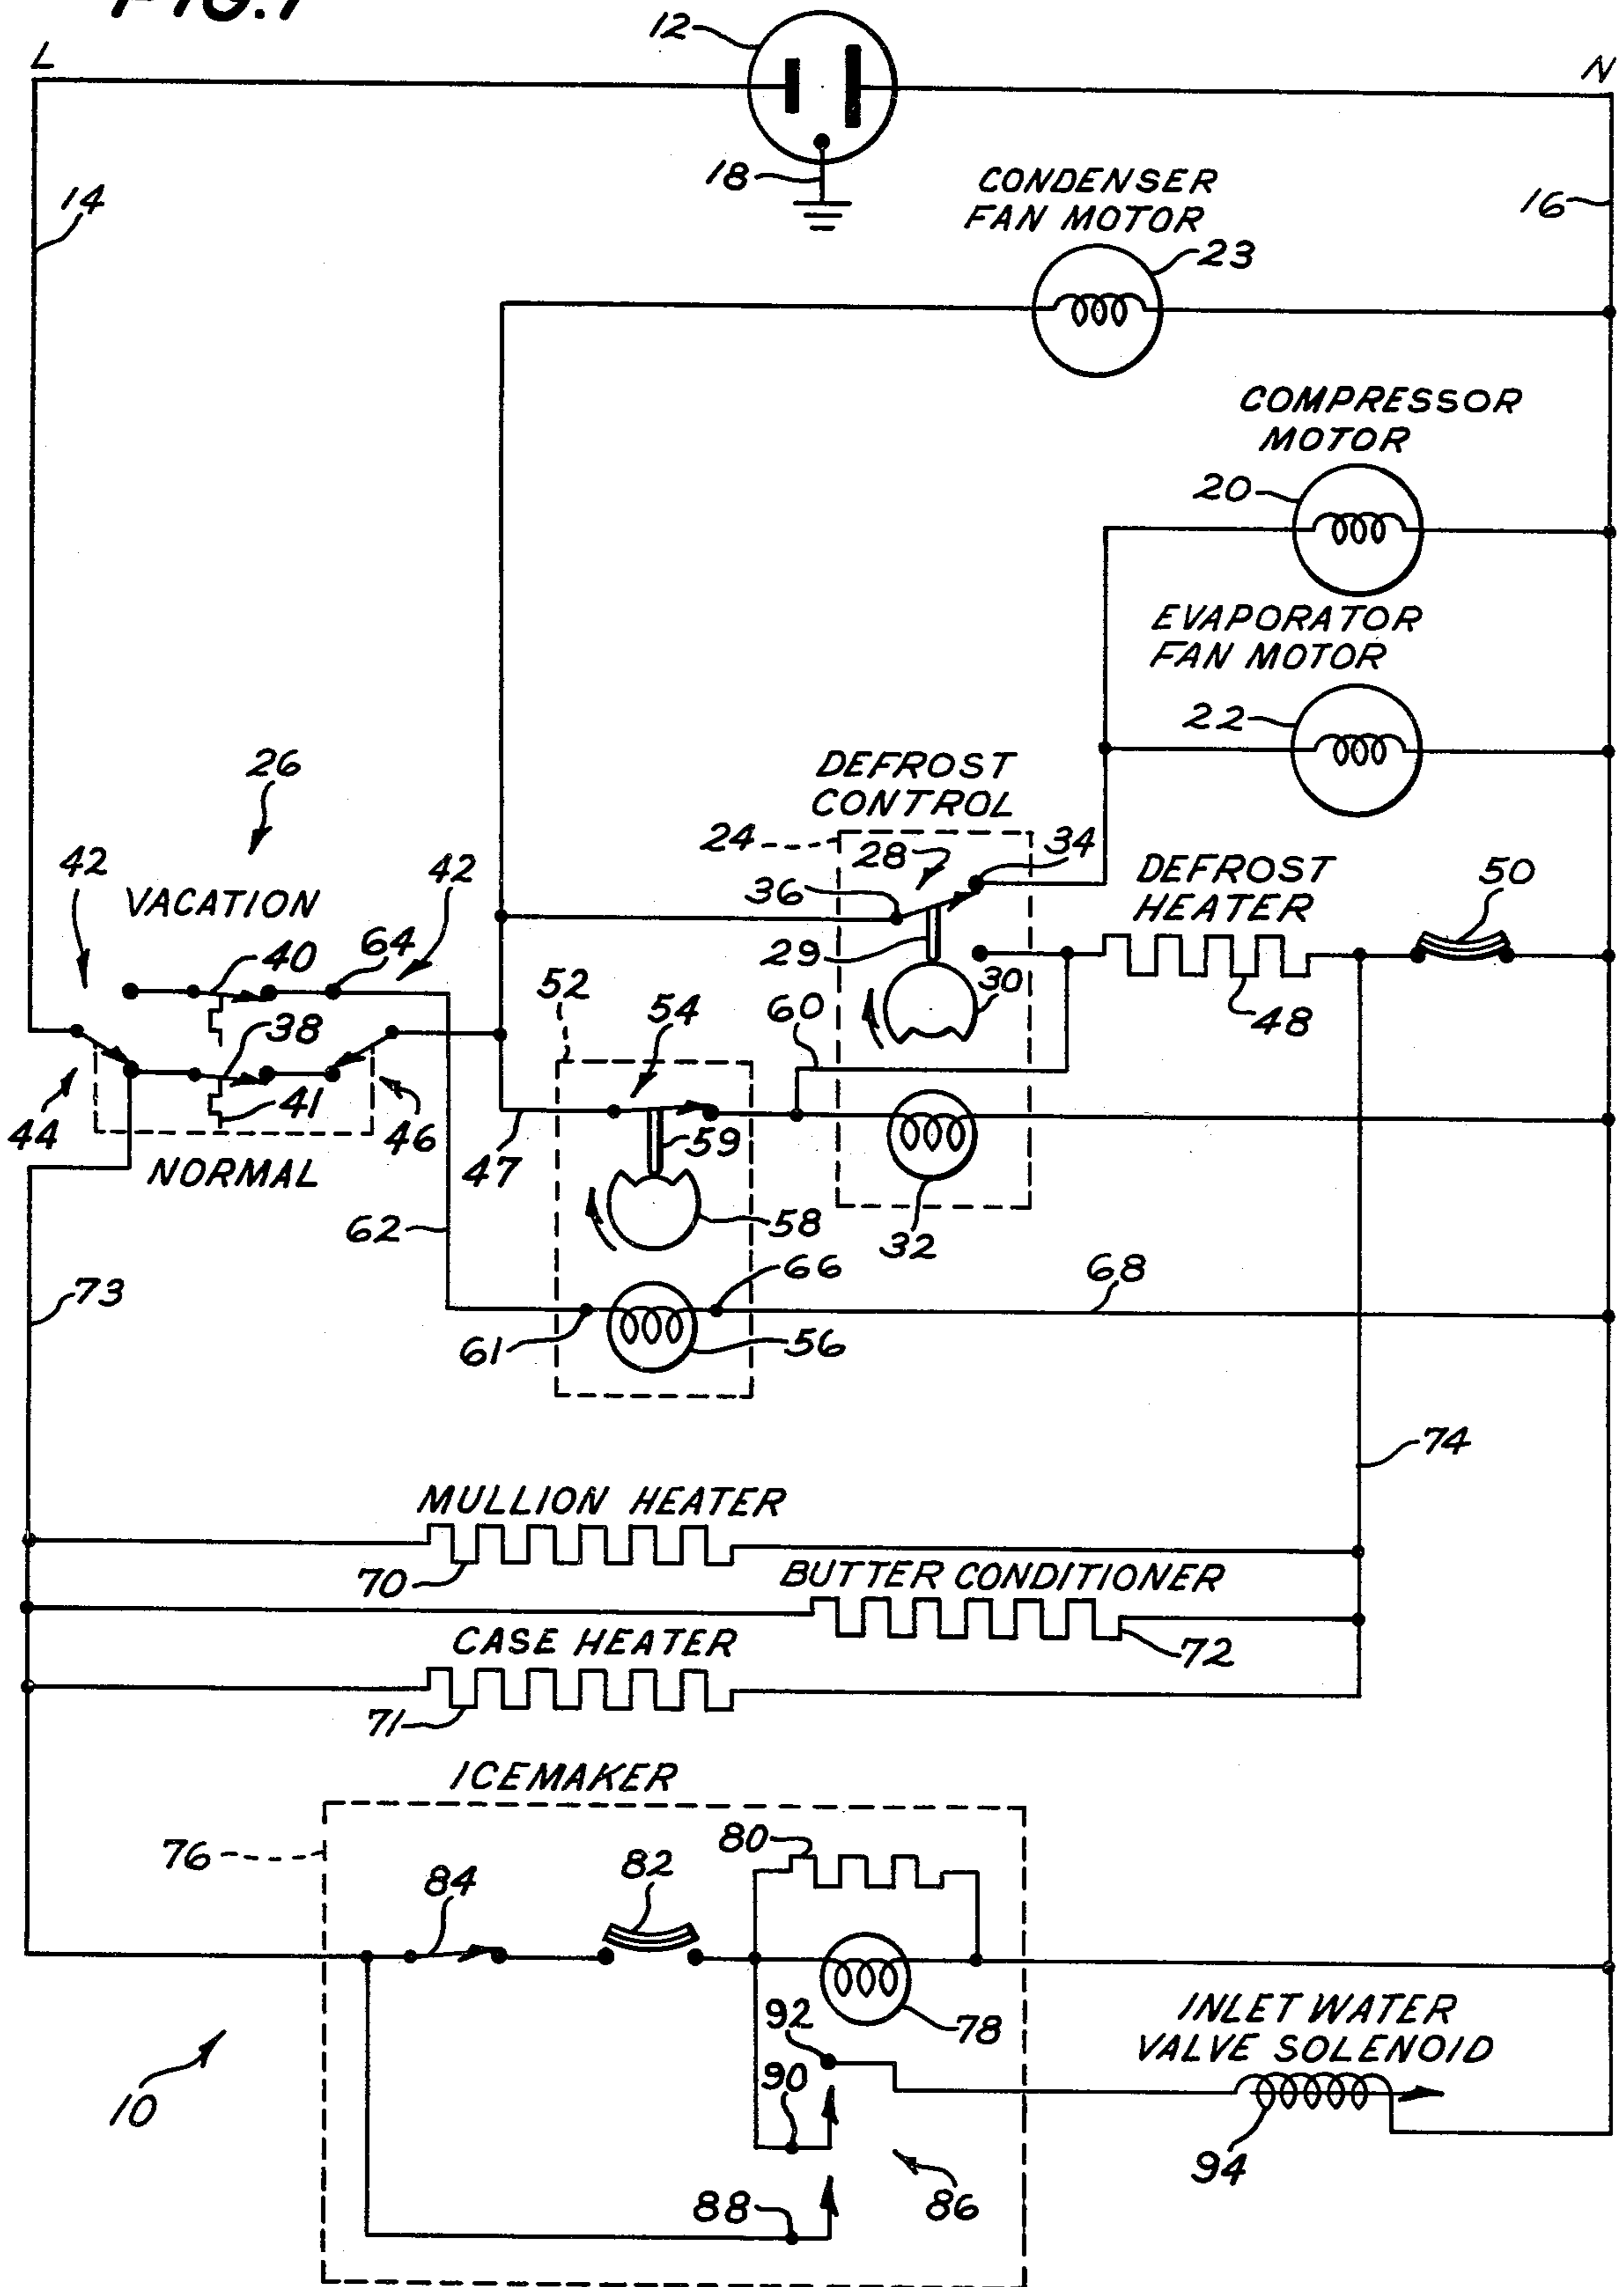 FIG. 1
L
N
12
18
14
16
CONDENSER
FAN MOTOR
23
COMPRESSOR
MOTOR
20
EVAPORATOR
FAN MOTOR
22
26
DEFROST
CONTROL
24
28
34
DEFROST
HEATER
50
42
VACATION
42
36
40
64
29
30
48
52
54
60
38
41
44
46
59
47
NORMAL
62
58
32
66
68
73
61
56
74
MULLION HEATER
70
BUTTER CONDITIONER
CASE HEATER
72
71
ICEMAKER
76
80
84
82
92
78
INLET WATER
VALVE SOLENOID
90
10
94
88
86